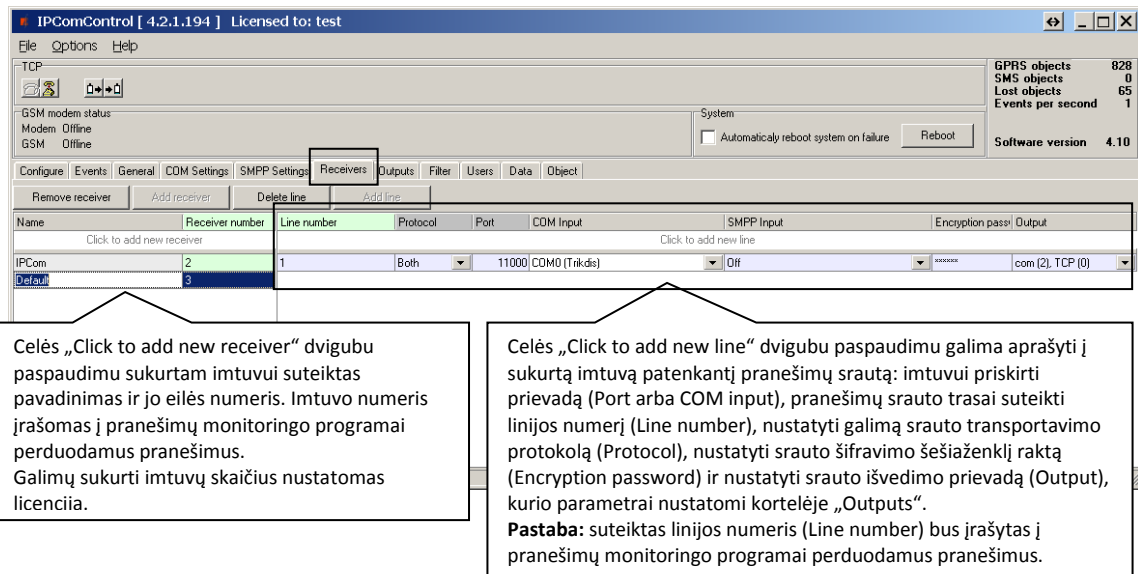 IPComControl [ 4.2.1.194 ] Licensed to: test
File Options Help
TCP
GPRS objects 828
SMS objects 0
Lost objects 65
Events per second 1
Software version 4.10
GSM modem status
Modem Offline
GSM Offline
System
Automaticaly reboot system on failure Reboot
Configure Events General COM Settings SMPP Settings Receivers Outputs Filter Users Data Object
Remove receiver Add receiver Delete line Add line
Name Receiver number Line number Protocol Port COM Input SMPP Input Encryption passw Output
Click to add new receiver Click to add new line
IPCom 2 1 Both 11000 COM0 (Trikdis) Off ****** com (2), TCP (0)
Default 3
Celės „Click to add new receiver“ dvigubu
paspaudimu sukurtam imtuvui suteiktas
pavadinimas ir jo eilės numeris. Imtuvo numeris
įrašomas į pranešimų monitoringo programai
perduodamus pranešimus.
Galimų sukurti imtuvų skaičius nustatomas
licencija.
Celės „Click to add new line“ dvigubu paspaudimu galima aprašyti į
sukurtą imtuvą patenkantį pranešimų srautą: imtuvui priskirti
prievadą (Port arba COM input), pranešimų srauto trasai suteikti
linijos numerį (Line number), nustatyti galimą srauto transportavimo
protokolą (Protocol), nustatyti srauto šifravimo šešiaženklį raktą
(Encryption password) ir nustatyti srauto išvedimo prievadą (Output),
kurio parametrai nustatomi kortelėje „Outputs“.
Pastaba: suteiktas linijos numeris (Line number) bus įrašytas į
pranešimų monitoringo programai perduodamus pranešimus.